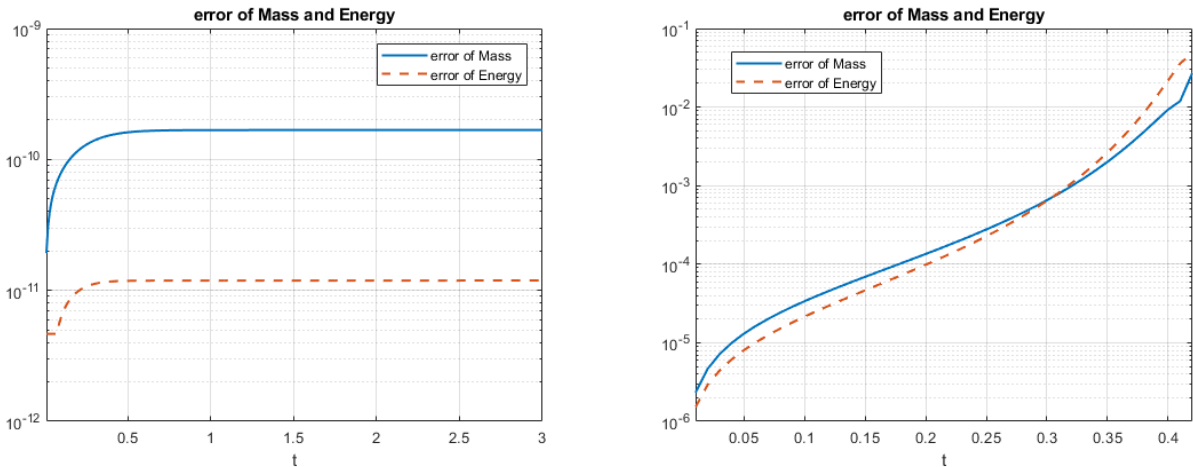 error of Mass and Energy
10^-9
10^-10
10^-11
10^-12
error of Mass
error of Energy
0.5 1 1.5 2 2.5 3
t
error of Mass and Energy
10^-1
10^-2
10^-3
10^-4
10^-5
10^-6
error of Mass
error of Energy
0.05 0.1 0.15 0.2 0.25 0.3 0.35 0.4
t